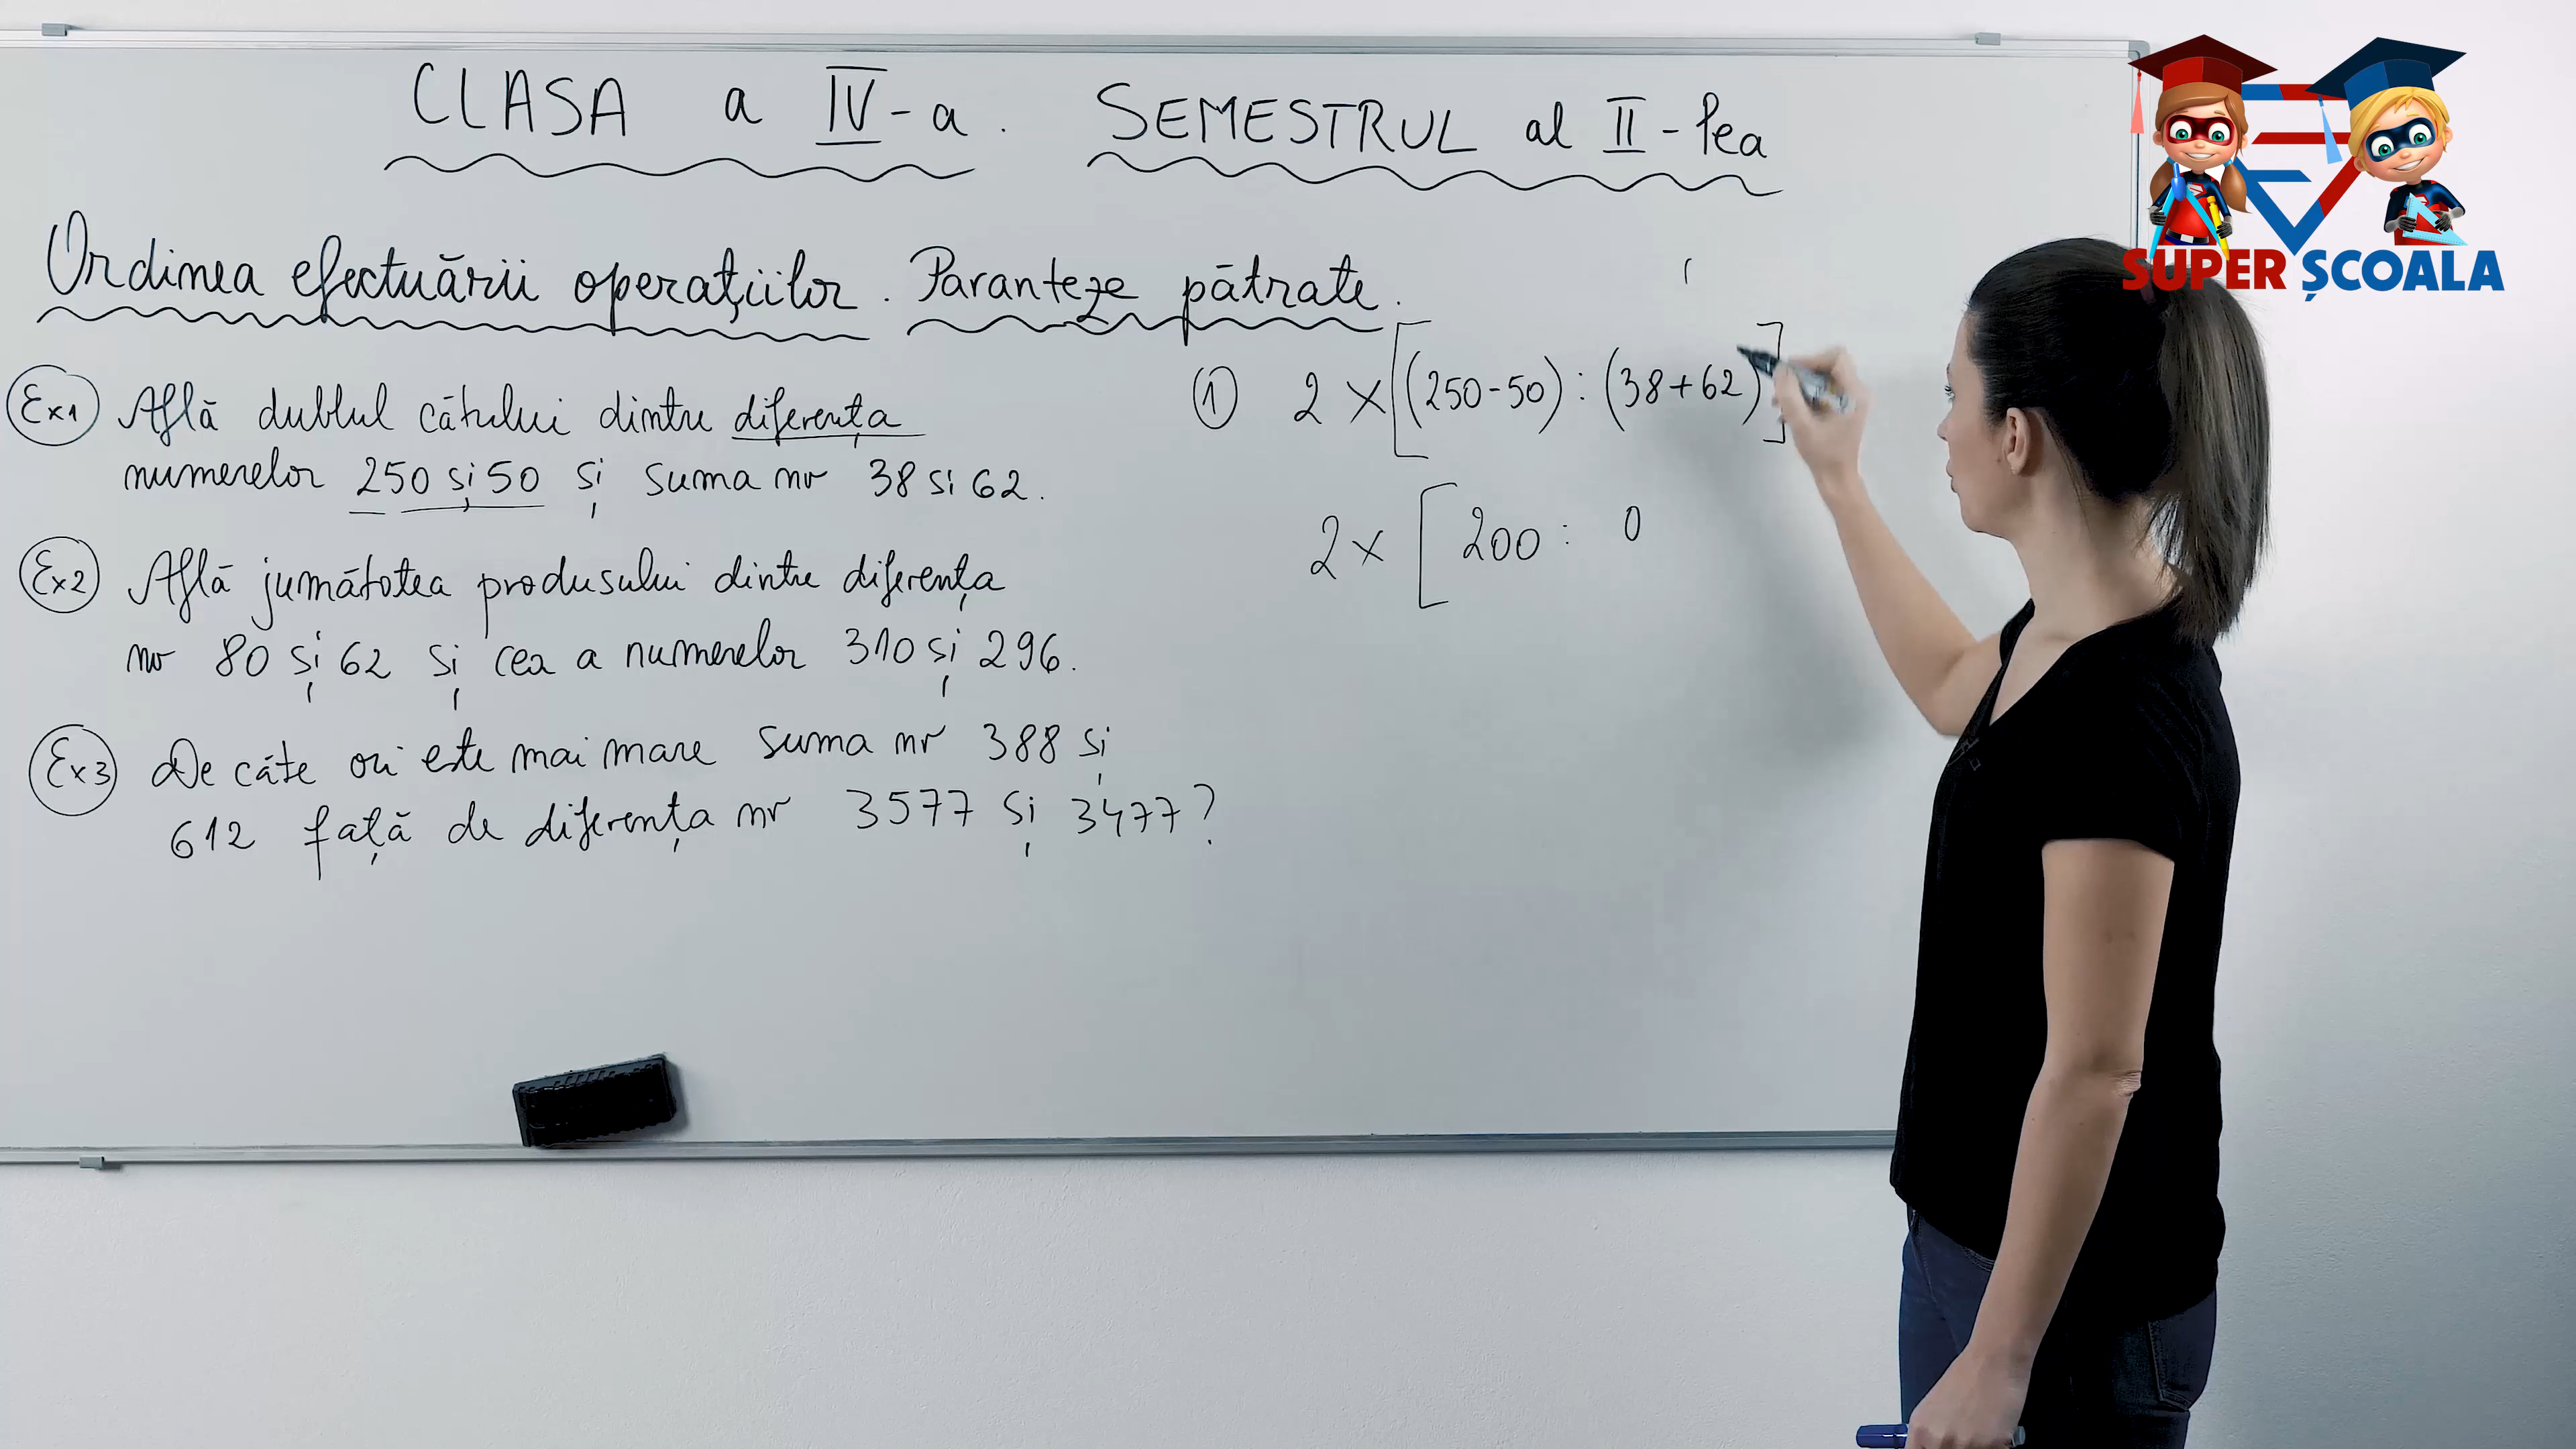 CLASA a IV-a. SEMESTRUL al II-lea
SUPER ȘCOALA
Ordinea efectuării operațiilor. Paranteze pătrate.
Ex1 Află dublul câtului dintre diferența
numerelor 250 și 50 și suma nr 38 si 62.
Ex2 Află jumătatea produsului dintre diferența
nr 80 și 62 și cea a numerelor 310 și 296.
Ex3 De câte ori este mai mare suma nr 388 și
612 față de diferența nr 3577 și 3477?
1 2 × [(250-50) : (38+62)]
2 × [ 200 : 0